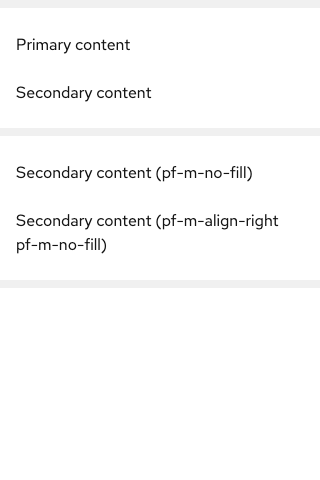 Primary content
Secondary content
Secondary content (pf-m-no-fill)
Secondary content (pf-m-align-right
pf-m-no-fill)